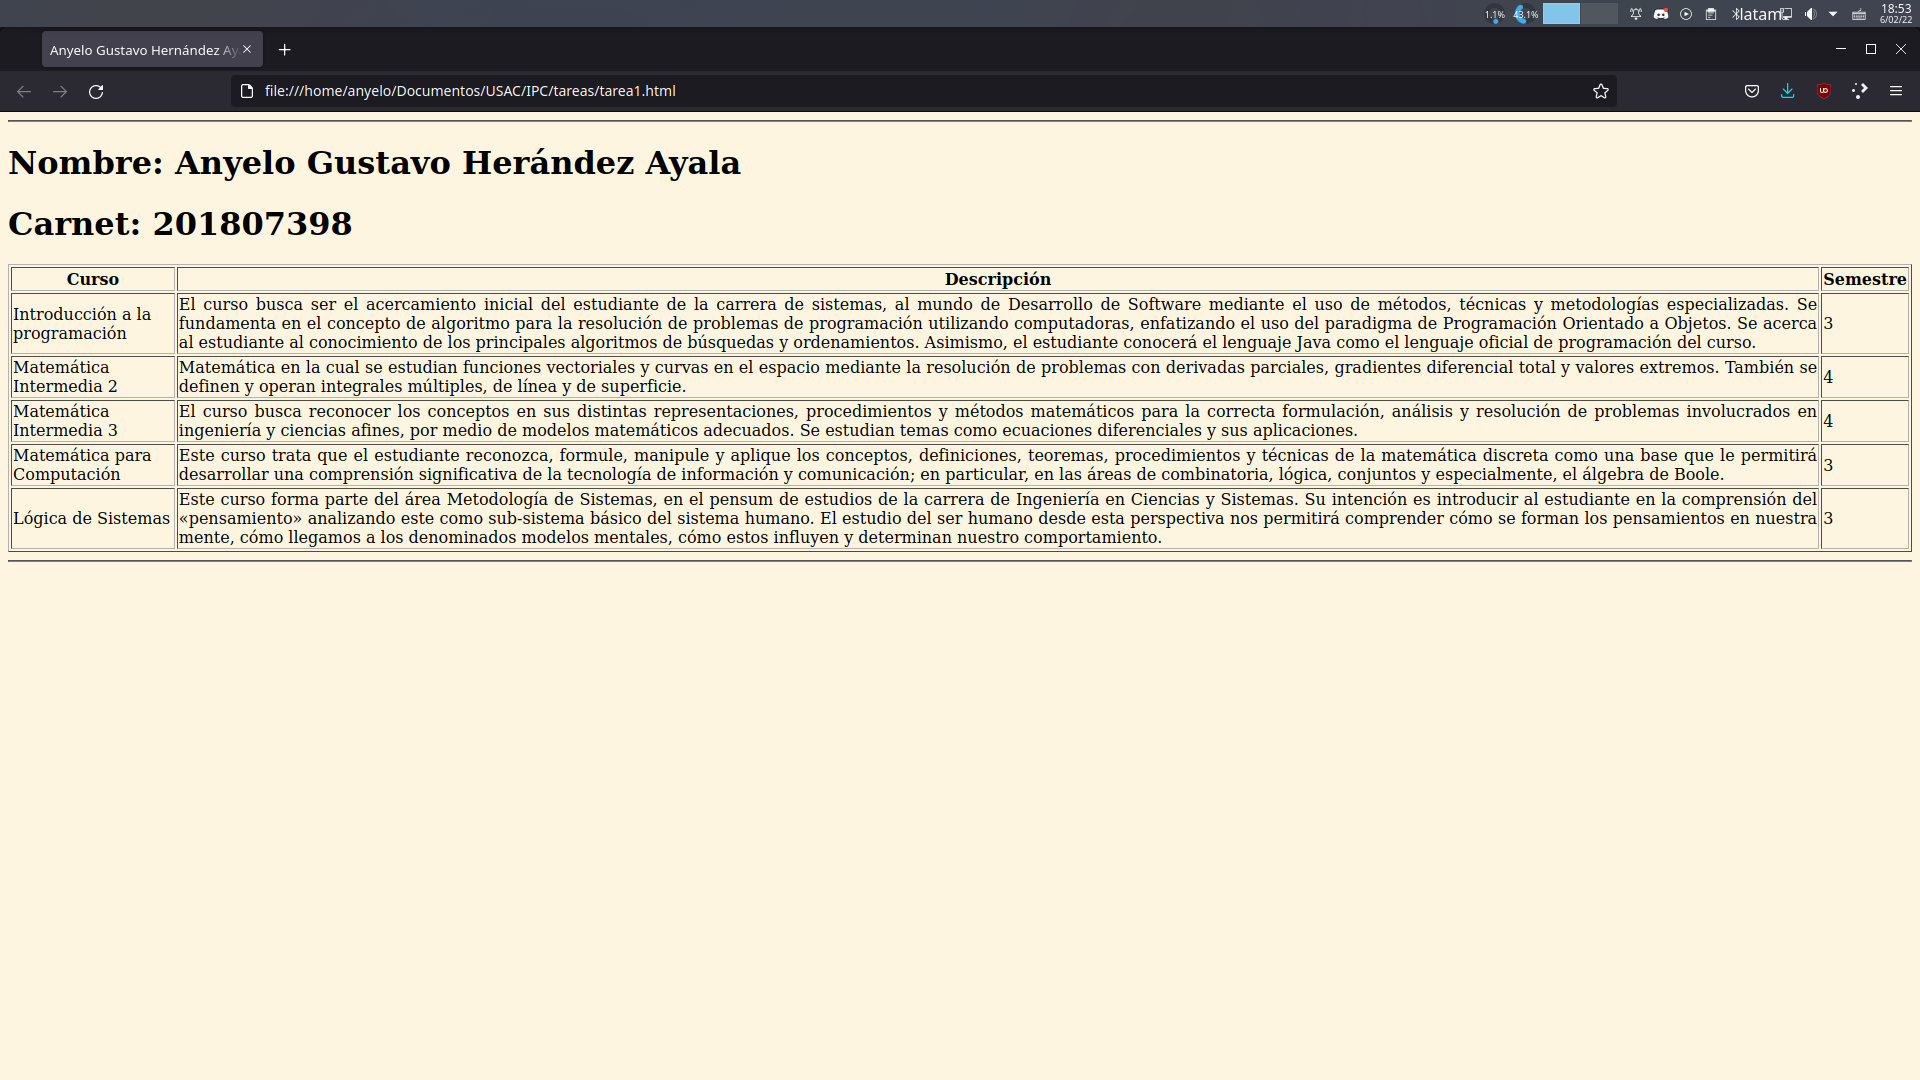 1.1%
43.1%
latam
18:53
6/02/22
Anyelo Gustavo Hernández Ay
file:///home/anyelo/Documentos/USAC/IPC/tareas/tarea1.html
Nombre: Anyelo Gustavo Herández Ayala
Carnet: 201807398
Curso
Descripción
Semestre
Introducción a la
programación
El curso busca ser el acercamiento inicial del estudiante de la carrera de sistemas, al mundo de Desarrollo de Software mediante el uso de métodos, técnicas y metodologías especializadas. Se
fundamenta en el concepto de algoritmo para la resolución de problemas de programación utilizando computadoras, enfatizando el uso del paradigma de Programación Orientado a Objetos. Se acerca
al estudiante al conocimiento de los principales algoritmos de búsquedas y ordenamientos. Asimismo, el estudiante conocerá el lenguaje Java como el lenguaje oficial de programación del curso.
3
Matemática
Intermedia 2
Matemática en la cual se estudian funciones vectoriales y curvas en el espacio mediante la resolución de problemas con derivadas parciales, gradientes diferencial total y valores extremos. También se
definen y operan integrales múltiples, de línea y de superficie.
4
Matemática
Intermedia 3
El curso busca reconocer los conceptos en sus distintas representaciones, procedimientos y métodos matemáticos para la correcta formulación, análisis y resolución de problemas involucrados en
ingeniería y ciencias afines, por medio de modelos matemáticos adecuados. Se estudian temas como ecuaciones diferenciales y sus aplicaciones.
4
Matemática para
Computación
Este curso trata que el estudiante reconozca, formule, manipule y aplique los conceptos, definiciones, teoremas, procedimientos y técnicas de la matemática discreta como una base que le permitirá
desarrollar una comprensión significativa de la tecnología de información y comunicación; en particular, en las áreas de combinatoria, lógica, conjuntos y especialmente, el álgebra de Boole.
3
Lógica de Sistemas
Este curso forma parte del área Metodología de Sistemas, en el pensum de estudios de la carrera de Ingeniería en Ciencias y Sistemas. Su intención es introducir al estudiante en la comprensión del
«pensamiento» analizando este como sub-sistema básico del sistema humano. El estudio del ser humano desde esta perspectiva nos permitirá comprender cómo se forman los pensamientos en nuestra
mente, cómo llegamos a los denominados modelos mentales, cómo estos influyen y determinan nuestro comportamiento.
3